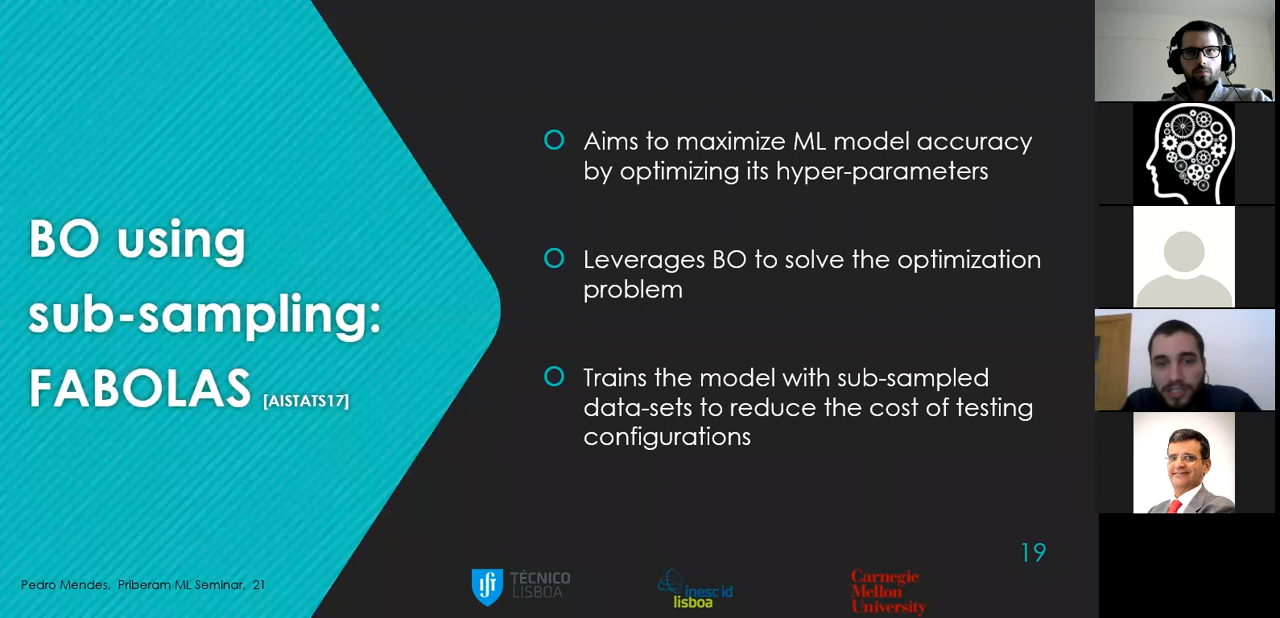 BO using
sub-sampling:
FABOLAS [AISTATS17]
Aims to maximize ML model accuracy
by optimizing its hyper-parameters
Leverages BO to solve the optimization
problem
Trains the model with sub-sampled
data-sets to reduce the cost of testing
configurations
19
Pedro Mendes, Priberam ML Seminar, 21
TÉCNICO
LISBOA
inesc id
lisboa
Carnegie
Mellon
University